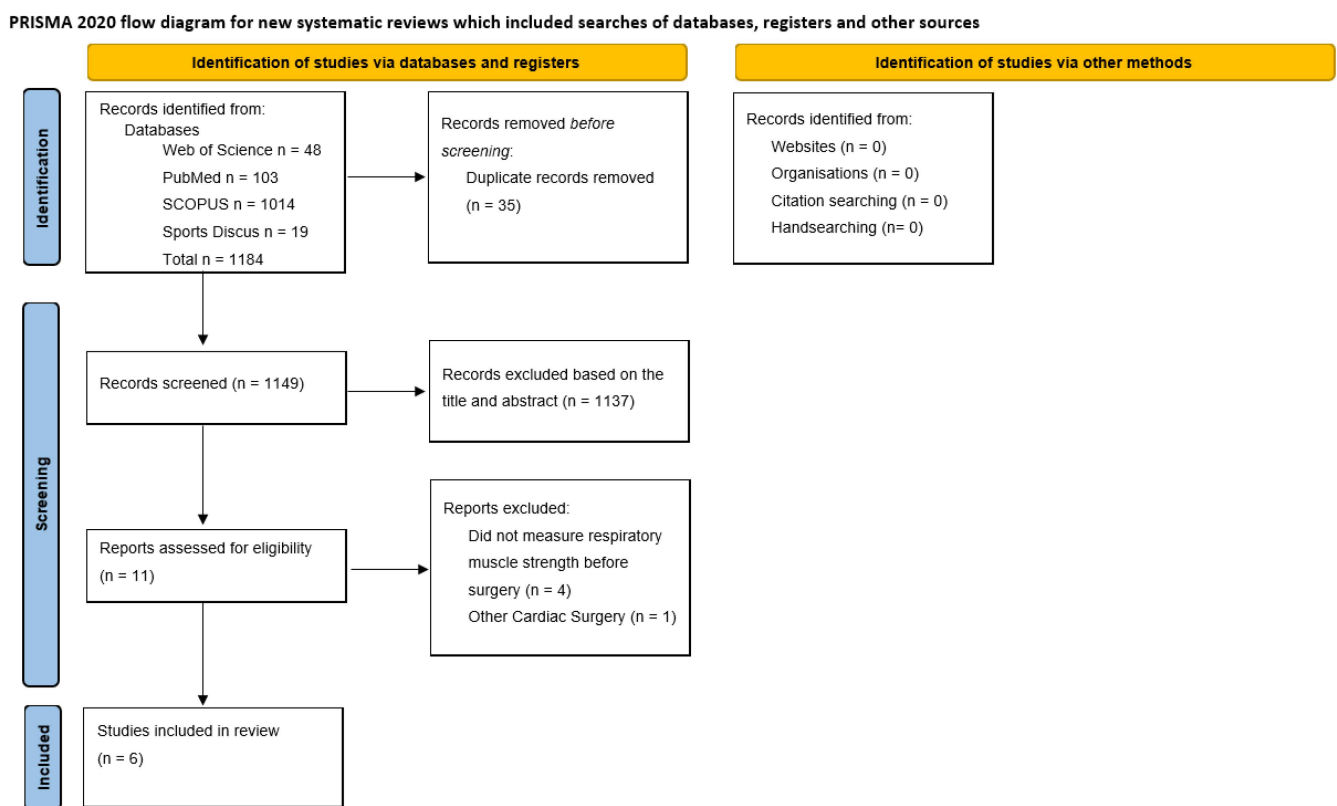 PRISMA 2020 flow diagram for new systematic reviews which included searches of databases, registers and other sources
Identification of studies via databases and registers
Identification of studies via other methods
Identification
Records identified from:
Databases
Web of Science n = 48
PubMed n = 103
SCOPUS n = 1014
Sports Discus n = 19
Total n = 1184
Records removed before
screening:
Duplicate records removed
(n = 35)
Records identified from:
Websites (n = 0)
Organisations (n = 0)
Citation searching (n = 0)
Handsearching (n= 0)
Screening
Records screened (n = 1149)
Records excluded based on the
title and abstract (n = 1137)
Reports assessed for eligibility
(n = 11)
Reports excluded:
Did not measure respiratory
muscle strength before
surgery (n = 4)
Other Cardiac Surgery (n = 1)
Included
Studies included in review
(n = 6)